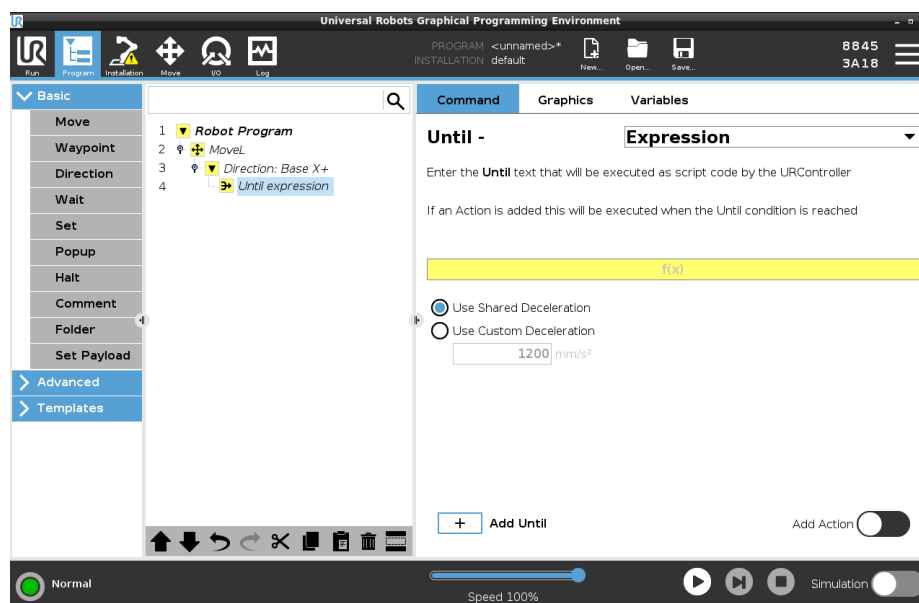 Universal Robots Graphical Programming Environment
UR
Run
Program
Installation
Move
I/O
Log
PROGRAM <unnamed>*
INSTALLATION default
New...
Open...
Save...
8845
3A18
Basic
Move
Waypoint
Direction
Wait
Set
Popup
Halt
Comment
Folder
Set Payload
Advanced
Templates
1 Robot Program
2 MoveL
3 Direction: Base X+
4 Until expression
Command Graphics Variables
Until - Expression
Enter the Until text that will be executed as script code by the URController
If an Action is added this will be executed when the Until condition is reached
f(x)
Use Shared Deceleration
Use Custom Deceleration
1200 mm/s²
+ Add Until
Add Action
Normal
Speed 100%
Simulation